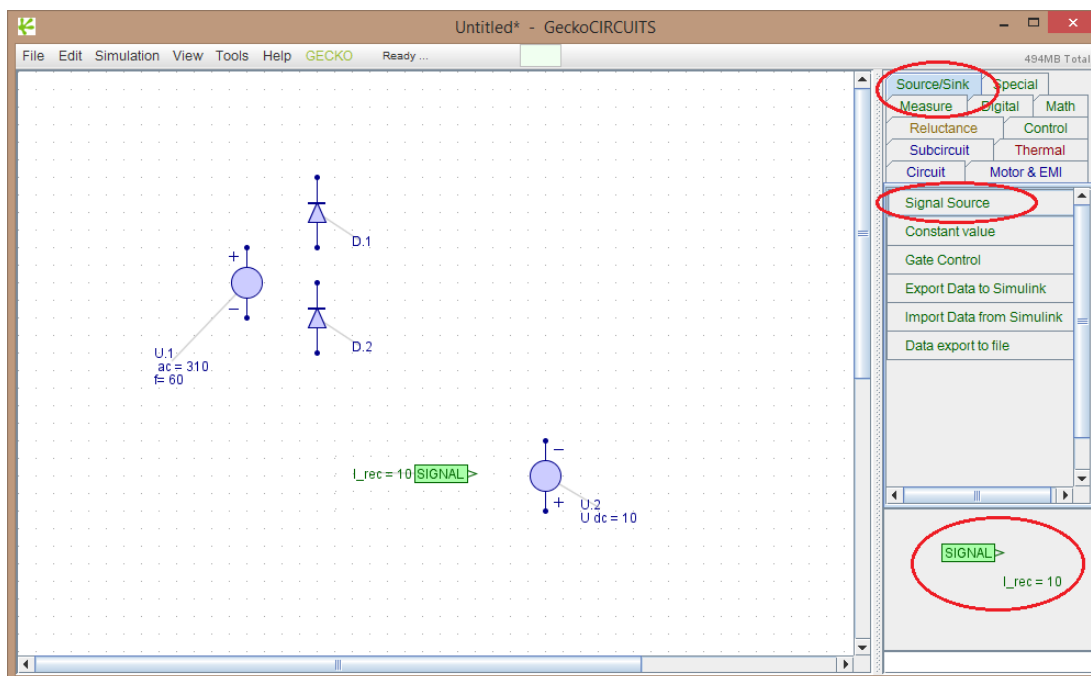 Untitled* - GeckoCIRCUITS
File Edit Simulation View Tools Help GECKO Ready ...
494MB Total
Source/Sink Special
Measure Digital Math
Reluctance Control
Subcircuit Thermal
Circuit Motor & EMI
Signal Source
Constant value
Gate Control
Export Data to Simulink
Import Data from Simulink
Data export to file
D.1
+
−
D.2
U.1
ac = 310
f= 60
I_rec = 10 SIGNAL >
−
+
U.2
U dc = 10
SIGNAL >
I_rec = 10